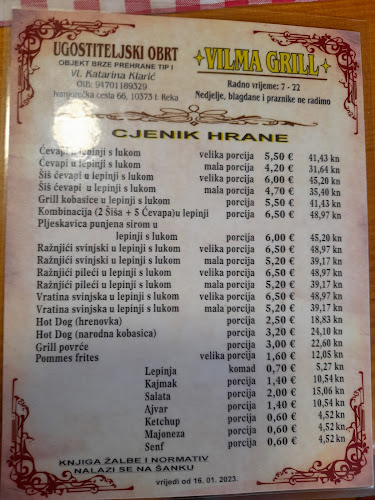 UGOSTITELJSKI OBRT
OBJEKT BRZE PREHRANE TIP I
Vl. Katarina Klarić
OIB: 94701189329
Ivanjorečka cesta 66, 10373 I. Reka
VILMA GRILL
Radno vrijeme: 7 - 22
Nedjelje, blagdane i praznike ne radimo
CJENIK HRANE
Ćevapi u lepinji s lukom velika porcija 5,50 € 41,43 kn
Ćevapi u lepinji s lukom mala porcija 4,20 € 31,64 kn
Šiš ćevapi u lepinji s lukom velika porcija 6,00 € 45,20 kn
Šiš ćevapi u lepinji s lukom mala porcija 4,70 € 35,40 kn
Grill kobasice u lepinji s lukom porcija 5,50 € 41,43 kn
Kombinacija (2 Šiša + 5 Ćevapa)u lepinji porcija 6,50 € 48,97 kn
Pljeskavica punjena sirom u
lepinji s lukom porcija 6,00 € 45,20 kn
Ražnjići svinjski u lepinji s lukom velika porcija 6,50 € 48,97 kn
Ražnjići svinjski u lepinji s lukom mala porcija 5,20 € 39,17 kn
Ražnjići pileći u lepinji s lukom velika porcija 6,50 € 48,97 kn
Ražnjići pileći u lepinji s lukom mala porcija 5,20 € 39,17 kn
Vratina svinjska u lepinji s lukom velika porcija 6,50 € 48,97 kn
Vratina svinjska u lepinji s lukom mala porcija 5,20 € 39,17 kn
Hot Dog (hrenovka) porcija 2,50 € 18,83 kn
Hot Dog (narodna kobasica) porcija 3,20 € 24,10 kn
Grill povrće porcija 3,00 € 22,60 kn
Pommes frites velika porcija 1,60 € 12,05 kn
Lepinja komad 0,70 € 5,27 kn
Kajmak porcija 1,40 € 10,54 kn
Salata porcija 2,00 € 15,06 kn
Ajvar porcija 1,40 € 10,54 kn
Ketchup porcija 0,60 € 4,52 kn
Majoneza porcija 0,60 € 4,52 kn
Senf porcija 0,60 € 4,52 kn
KNJIGA ŽALBE I NORMATIV
NALAZI SE NA ŠANKU
vrijedi od 16. 01. 2023.